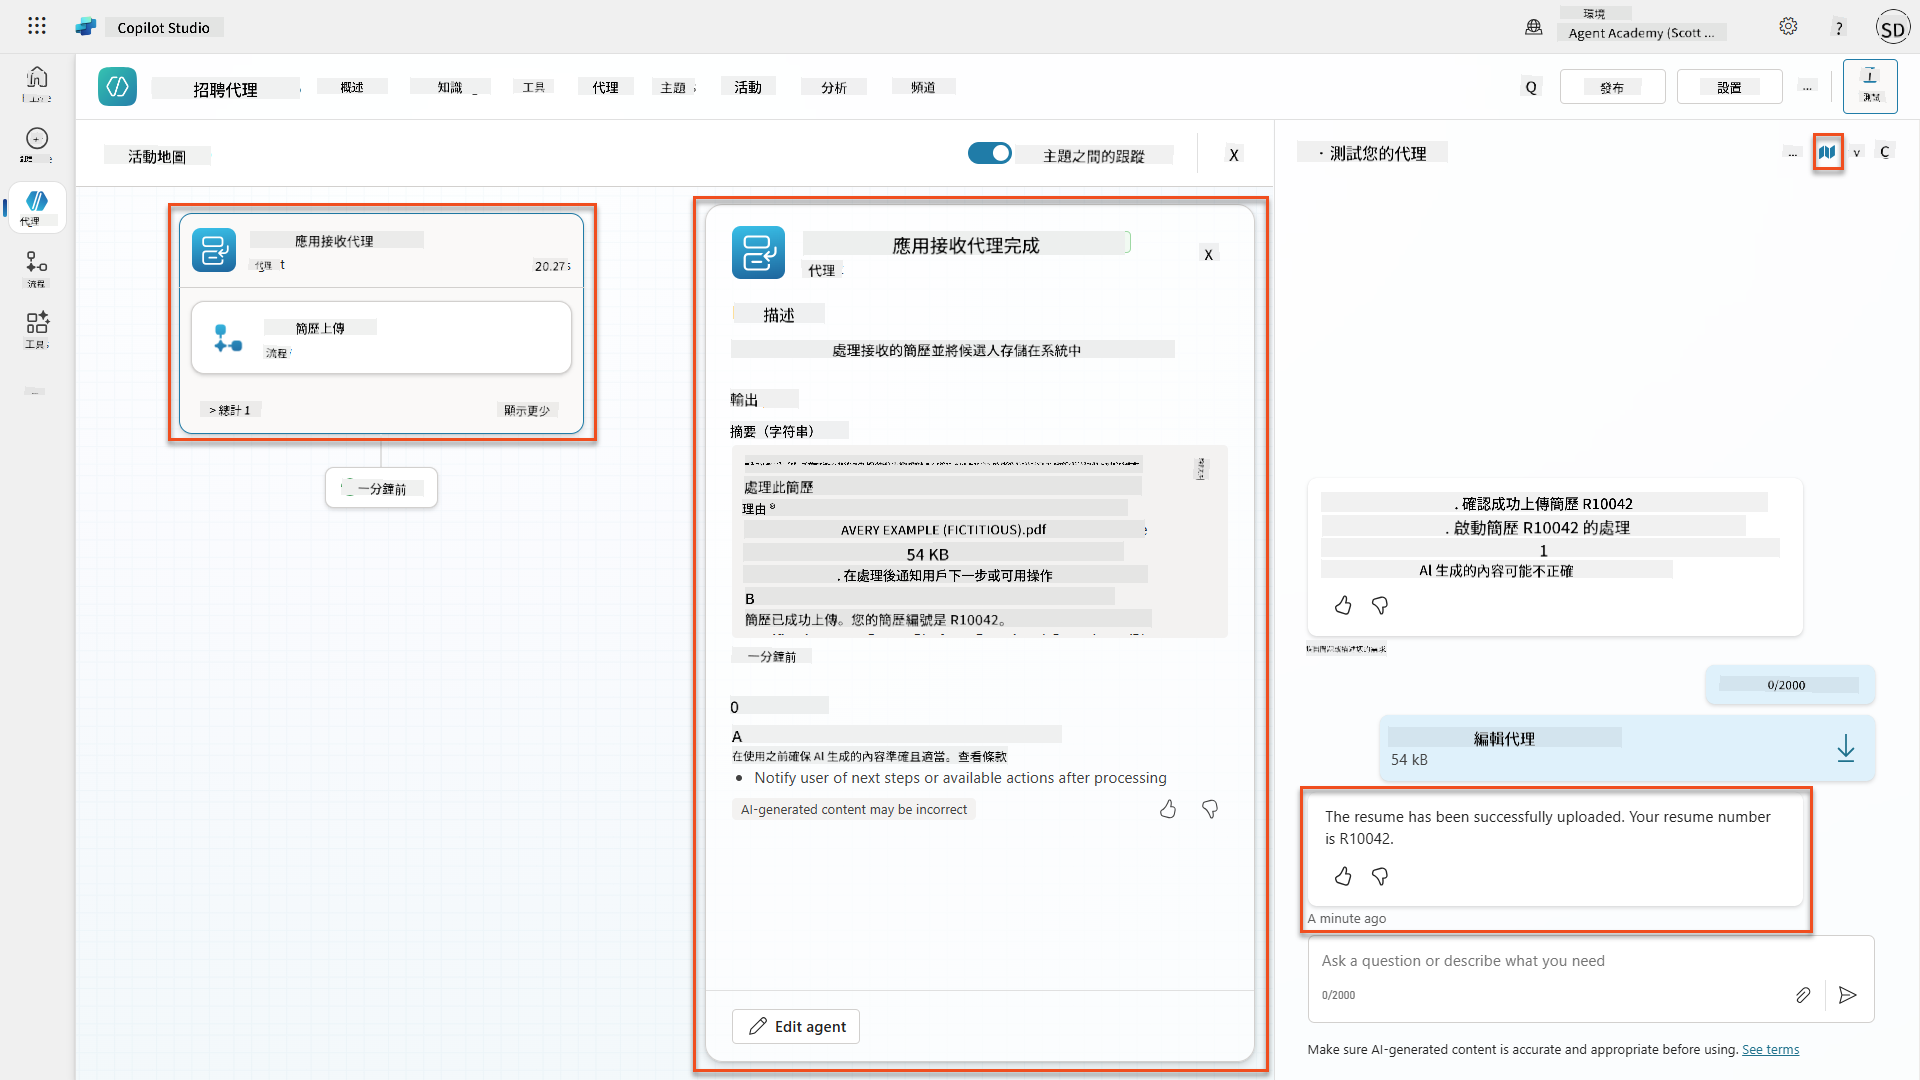 Copilot Studio
環境
Agent Academy (Scott ...
?
SD
招聘代理
概述
知識
工具
代理
主題
活動
分析
頻道
Q
發布
設置
...
測試
代理
流程
工具
活動地圖
主題之間的跟蹤
X
應用接收代理
代理
20.27s
簡歷上傳
流程
> 總計 1
顯示更少
一分鐘前
應用接收代理完成
代理
X
描述
處理接收的簡歷並將候選人存儲在系統中
輸出
摘要（字符串）
處理此簡歷
理由
AVERY EXAMPLE (FICTITIOUS).pdf
54 KB
. 在處理後通知用戶下一步或可用操作
B
簡歷已成功上傳。您的簡歷編號是 R10042。
一分鐘前
0
A
在使用之前確保 AI 生成的內容準確且適當。查看條款
• Notify user of next steps or available actions after processing
AI-generated content may be incorrect
Edit agent
· 測試您的代理
...
v
C
. 確認成功上傳簡歷 R10042
. 啟動簡歷 R10042 的處理
1
AI 生成的內容可能不正確
0/2000
編輯代理
54 kB
The resume has been successfully uploaded. Your resume number
is R10042.
A minute ago
Ask a question or describe what you need
0/2000
Make sure AI-generated content is accurate and appropriate before using. See terms